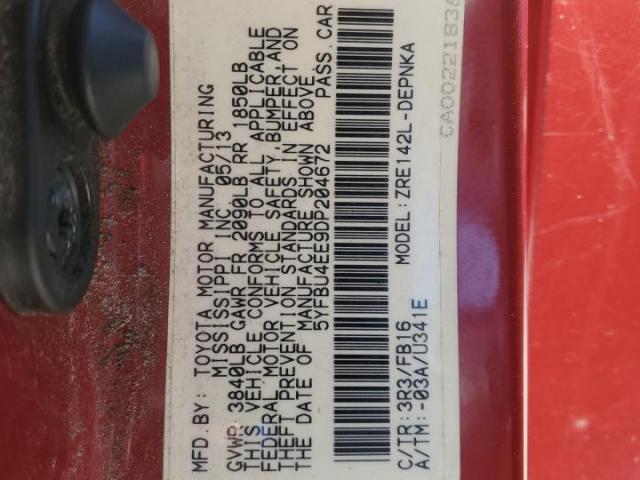 MFD.BY: TOYOTA MOTOR MANUFACTURING
MISSISSIPPI INC 05/13
GVWR 3840LB GAWR FR 2090LB RR 1850LB
THIS VEHICLE CONFORMS TO ALL APPLICABLE
FEDERAL MOTOR VEHICLE SAFETY, BUMPER, AND
THEFT PREVENTION STANDARDS IN EFFECT ON
THE DATE OF MANUFACTURE SHOWN ABOVE
5YFBU4EE9DP204672 PASS.CAR
C/TR: 3R3/FB16 MODEL: ZRE142L-DEPNKA
A/TM: -03A/U341E
CA00221836